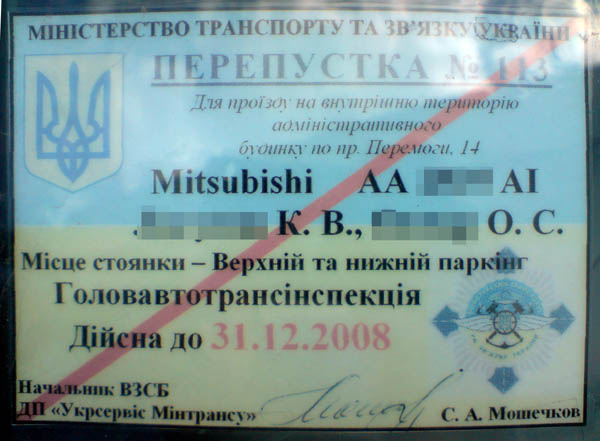 МІНІСТЕРСТВО ТРАНСПОРТУ ТА ЗВ'ЯЗКУ УКРАЇНИ
ПЕРЕПУСТКА № 113
Для проїзду на внутрішню територію
адміністративного
будинку по пр. Перемоги, 14
Mitsubishi АА АІ
К. В., О. С.
Місце стоянки – Верхній та нижній паркінг
Головавтотрансінспекція
Дійсна до 31.12.2008
Начальник ВЗСБ
ДП «Укрсервіс Мінтрансу»
С. А. Мошечков